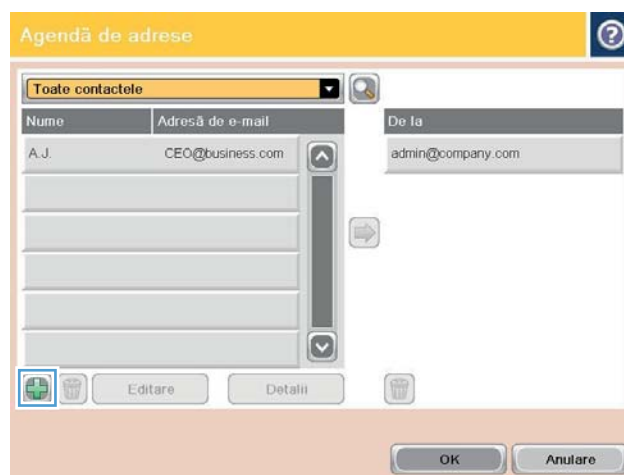 Agendă de adrese
Toate contactele
Nume Adresă de e-mail De la
A.J. CEO@business.com admin@company.com
Editare Detalii
OK Anulare